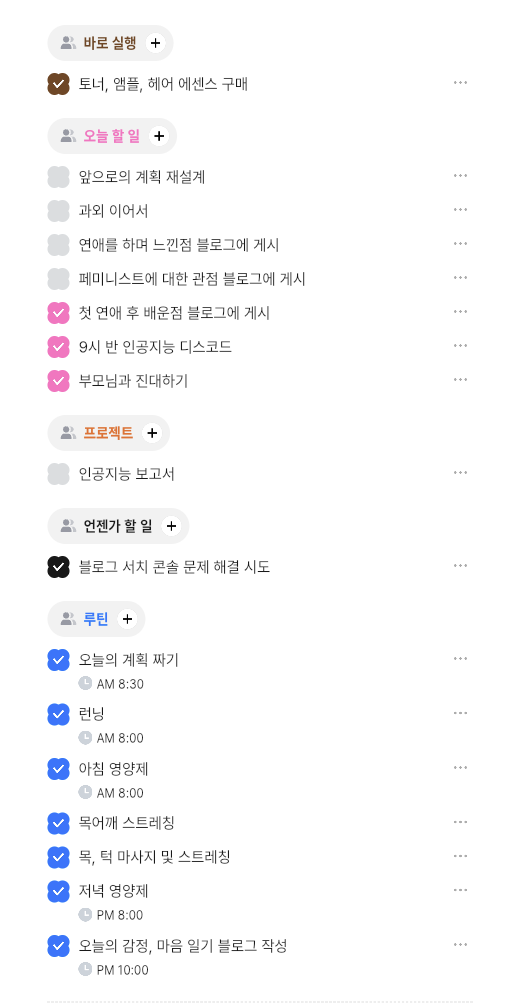 바로 실행 +
토너, 앰플, 헤어 에센스 구매
오늘 할 일 +
앞으로의 계획 재설계
과외 이어서
연애를 하며 느낀점 블로그에 게시
페미니스트에 대한 관점 블로그에 게시
첫 연애 후 배운점 블로그에 게시
9시 반 인공지능 디스코드
부모님과 진대하기
프로젝트 +
인공지능 보고서
언젠가 할 일 +
블로그 서치 콘솔 문제 해결 시도
루틴 +
오늘의 계획 짜기
AM 8:30
런닝
AM 8:00
아침 영양제
AM 8:00
목어깨 스트레칭
목, 턱 마사지 및 스트레칭
저녁 영양제
PM 8:00
오늘의 감정, 마음 일기 블로그 작성
PM 10:00